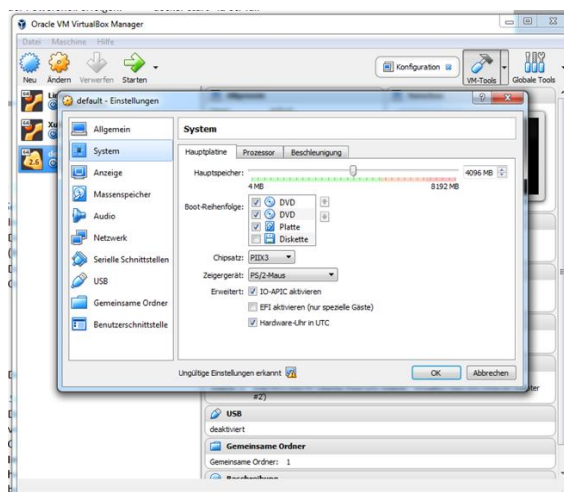 Oracle VM VirtualBox Manager
Datei Maschine Hilfe
Neu Ändern Verwerfen Starten
Konfiguration
VM-Tools Globale Tools
default - Einstellungen
Allgemein
System
Anzeige
Massenspeicher
Audio
Netzwerk
Serielle Schnittstellen
USB
Gemeinsame Ordner
Benutzerschnittstelle
System
Hauptplatine Prozessor Beschleunigung
Hauptspeicher: 4096 MB
4 MB 8192 MB
Boot-Reihenfolge: DVD
DVD
Platte
Diskette
Chipsatz: PIIX3
Zeigergerät: PS/2-Maus
Erweitert: IO-APIC aktivieren
EFI aktivieren (nur spezielle Gäste)
Hardware-Uhr in UTC
Ungültige Einstellungen erkannt
OK Abbrechen
#2)
USB
deaktiviert
Gemeinsame Ordner
Gemeinsame Ordner: 1